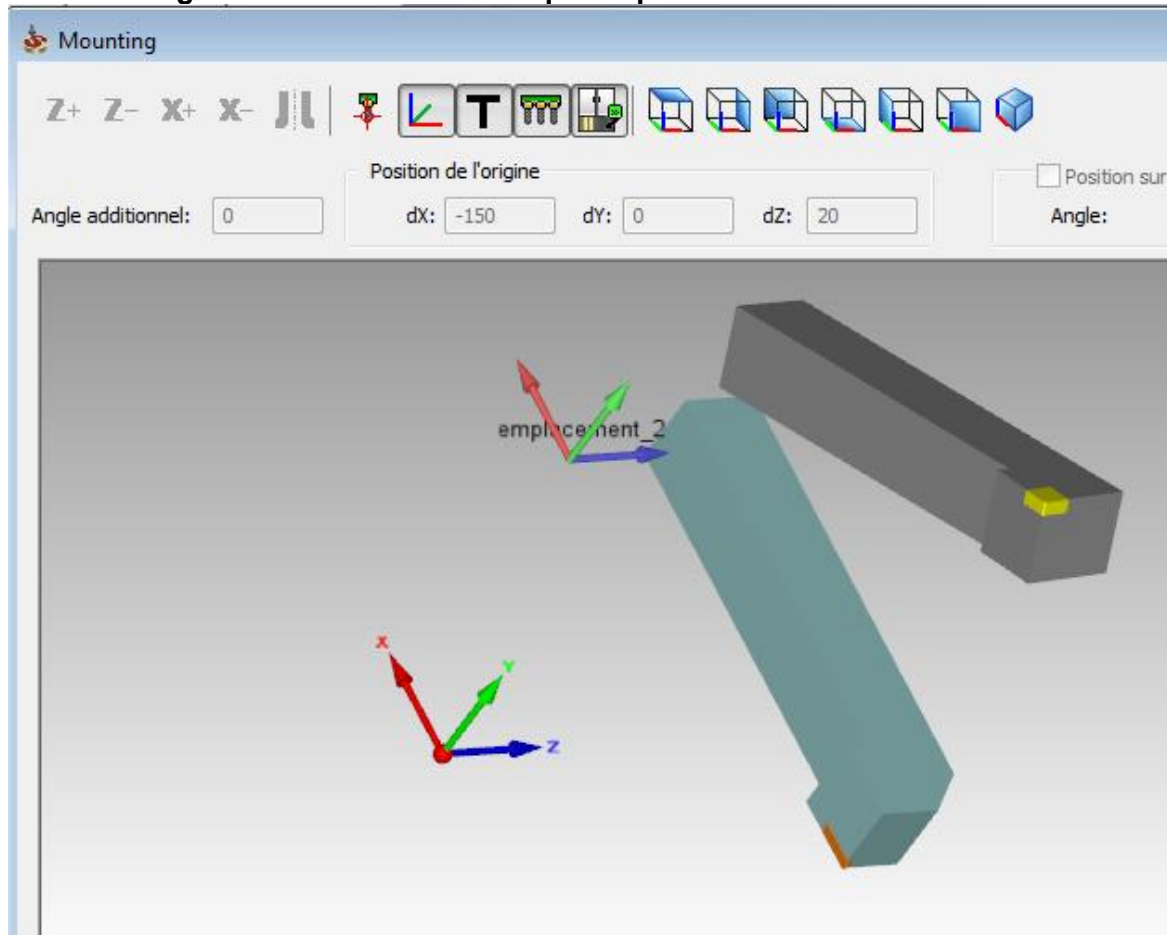 Mounting
Z+ Z- X+ X-
Position de l'origine
Position sur
Angle additionnel: 0
dX: -150
dY: 0
dZ: 20
Angle:
emplacement_2
X
Y
Z